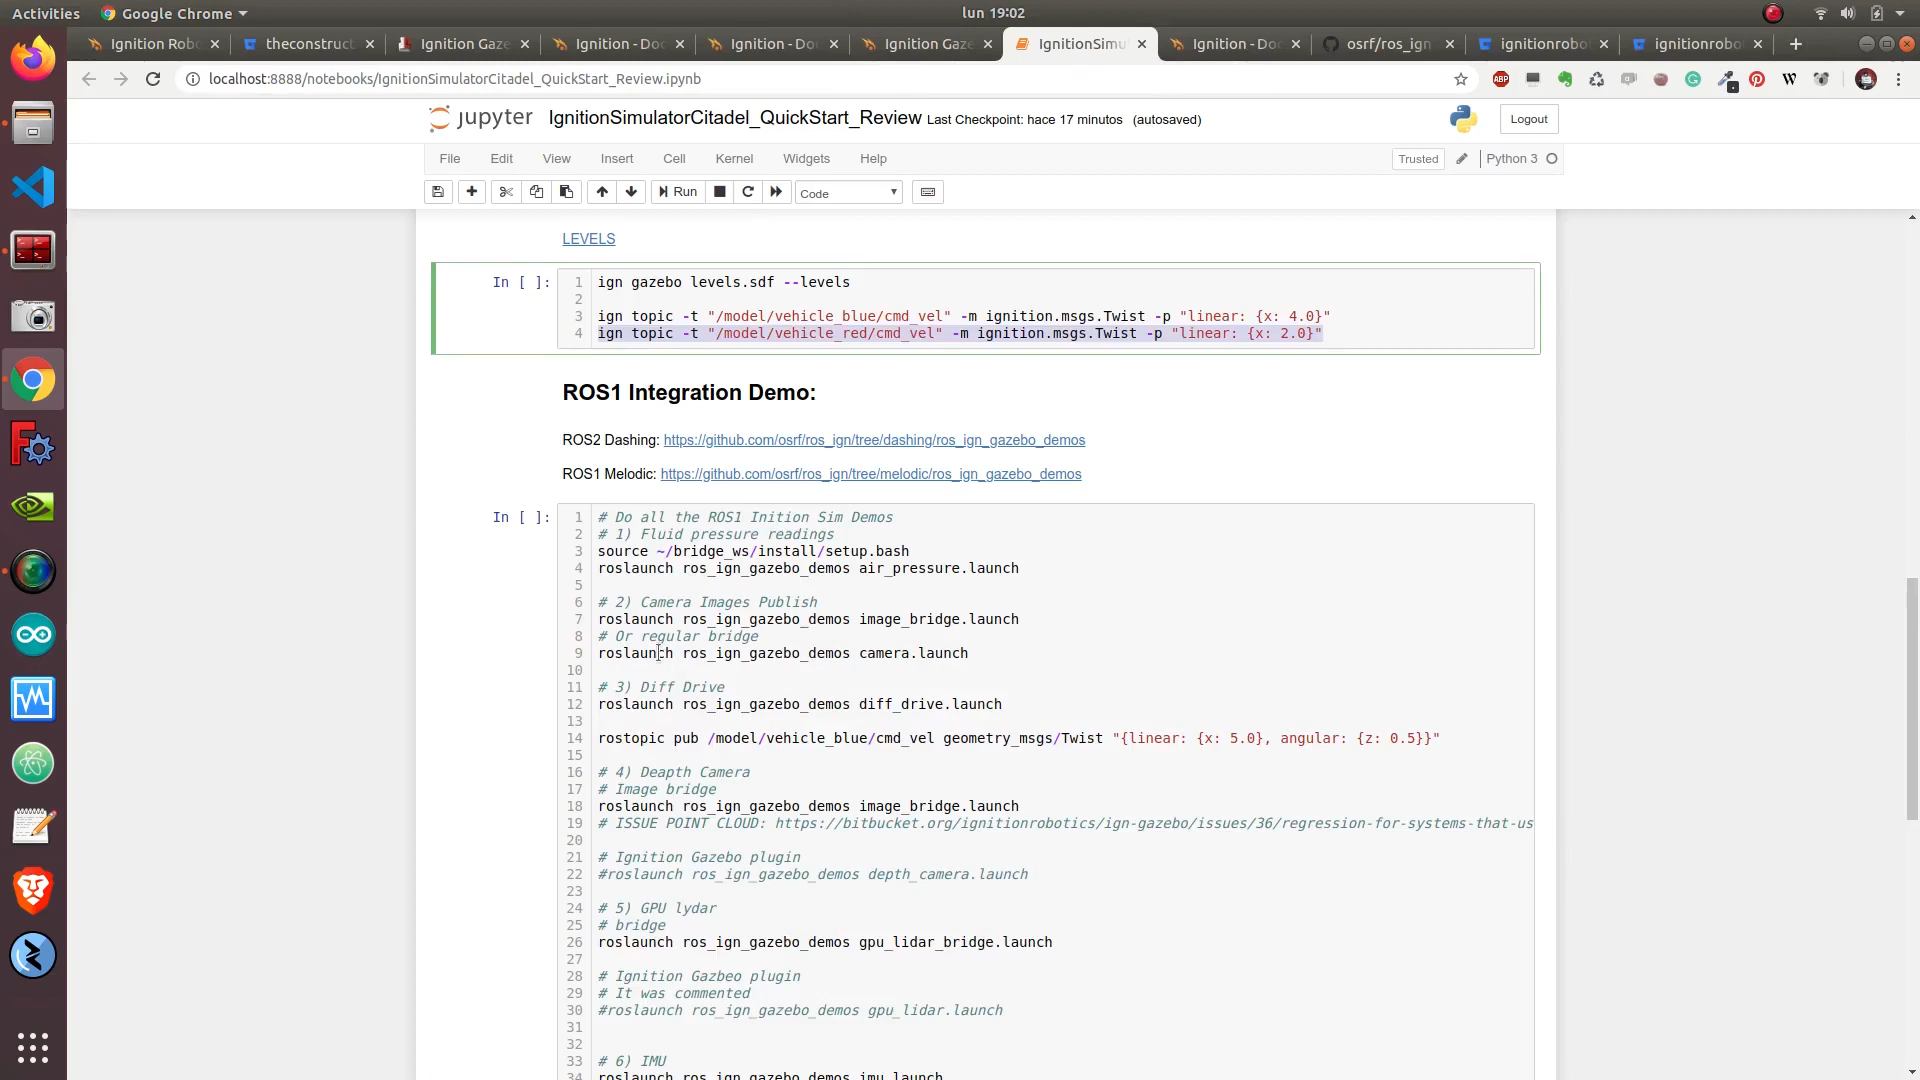 Activities
Google Chrome
lun 19:02
Ignition Robo
theconstruct
Ignition Gaze
Ignition - Doc
Ignition - Doc
Ignition Gaze
IgnitionSimu
Ignition - Doc
osrf/ros_ign
ignitionrobo
ignitionrobo
localhost:8888/notebooks/IgnitionSimulatorCitadel_QuickStart_Review.ipynb
ABP
jupyter IgnitionSimulatorCitadel_QuickStart_Review Last Checkpoint: hace 17 minutos (autosaved)
Logout
File Edit View Insert Cell Kernel Widgets Help
Trusted
Python 3
Run
Code
LEVELS
In [ ]:
1 ign gazebo levels.sdf --levels
2
3 ign topic -t "/model/vehicle_blue/cmd_vel" -m ignition.msgs.Twist -p "linear: {x: 4.0}"
4 ign topic -t "/model/vehicle_red/cmd_vel" -m ignition.msgs.Twist -p "linear: {x: 2.0}"
ROS1 Integration Demo:
ROS2 Dashing: https://github.com/osrf/ros_ign/tree/dashing/ros_ign_gazebo_demos
ROS1 Melodic: https://github.com/osrf/ros_ign/tree/melodic/ros_ign_gazebo_demos
In [ ]:
1 # Do all the ROS1 Inition Sim Demos
2 # 1) Fluid pressure readings
3 source ~/bridge_ws/install/setup.bash
4 roslaunch ros_ign_gazebo_demos air_pressure.launch
5
6 # 2) Camera Images Publish
7 roslaunch ros_ign_gazebo_demos image_bridge.launch
8 # Or regular bridge
9 roslaunch ros_ign_gazebo_demos camera.launch
10
11 # 3) Diff Drive
12 roslaunch ros_ign_gazebo_demos diff_drive.launch
13
14 rostopic pub /model/vehicle_blue/cmd_vel geometry_msgs/Twist "{linear: {x: 5.0}, angular: {z: 0.5}}"
15
16 # 4) Deapth Camera
17 # Image bridge
18 roslaunch ros_ign_gazebo_demos image_bridge.launch
19 # ISSUE POINT CLOUD: https://bitbucket.org/ignitionrobotics/ign-gazebo/issues/36/regression-for-systems-that-us
20
21 # Ignition Gazebo plugin
22 #roslaunch ros_ign_gazebo_demos depth_camera.launch
23
24 # 5) GPU lydar
25 # bridge
26 roslaunch ros_ign_gazebo_demos gpu_lidar_bridge.launch
27
28 # Ignition Gazbeo plugin
29 # It was commented
30 #roslaunch ros_ign_gazebo_demos gpu_lidar.launch
31
32
33 # 6) IMU
34 roslaunch ros_ign_gazebo_demos imu.launch